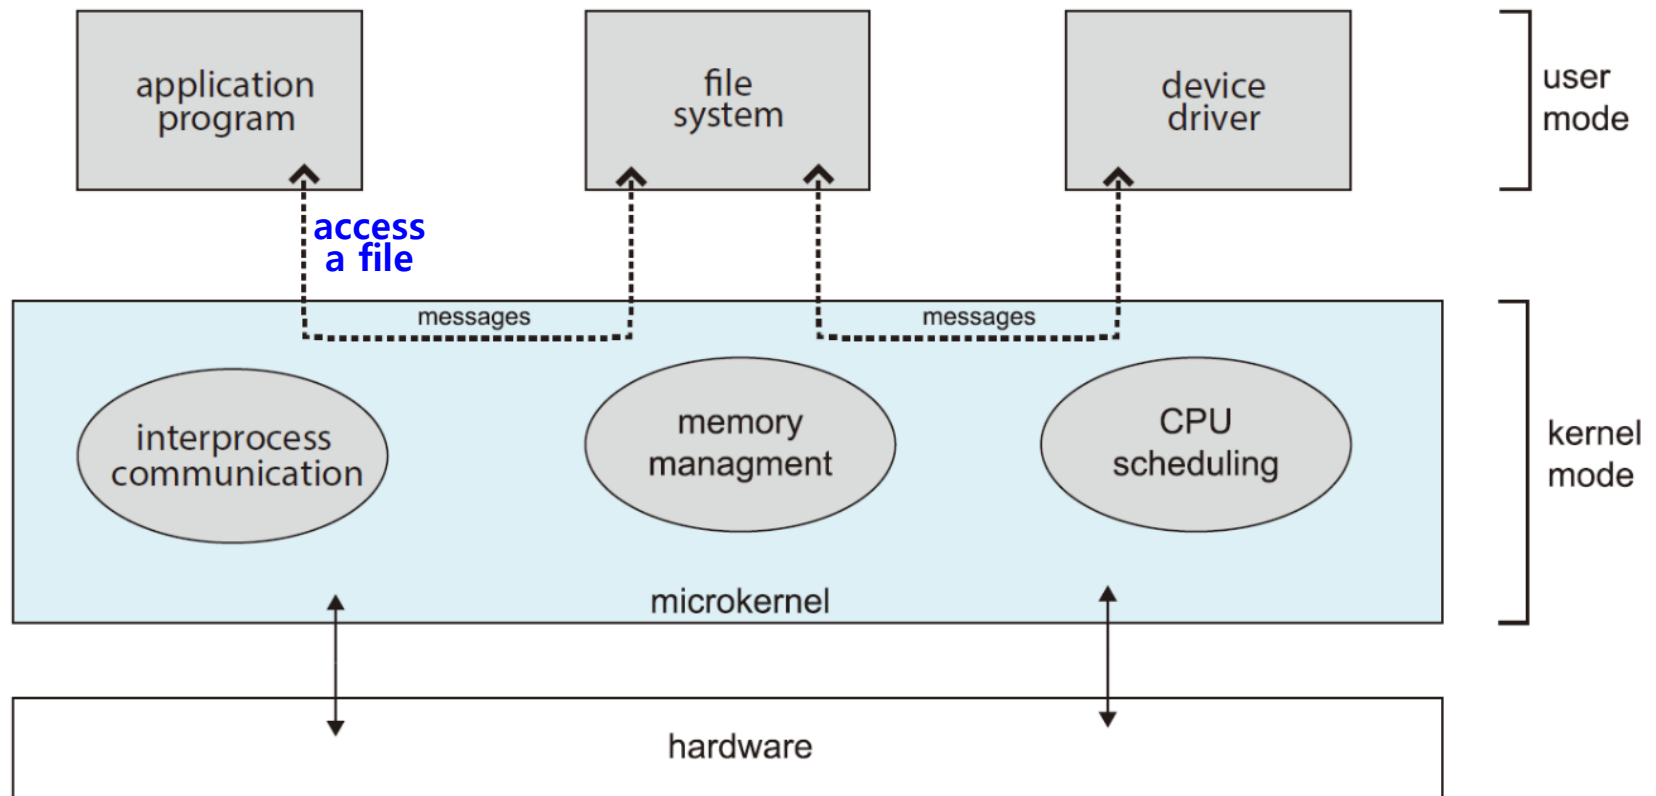 application
program
file
system
device
driver
user
mode
access
a file
messages
messages
interprocess
communication
memory
managment
CPU
scheduling
kernel
mode
microkernel
hardware